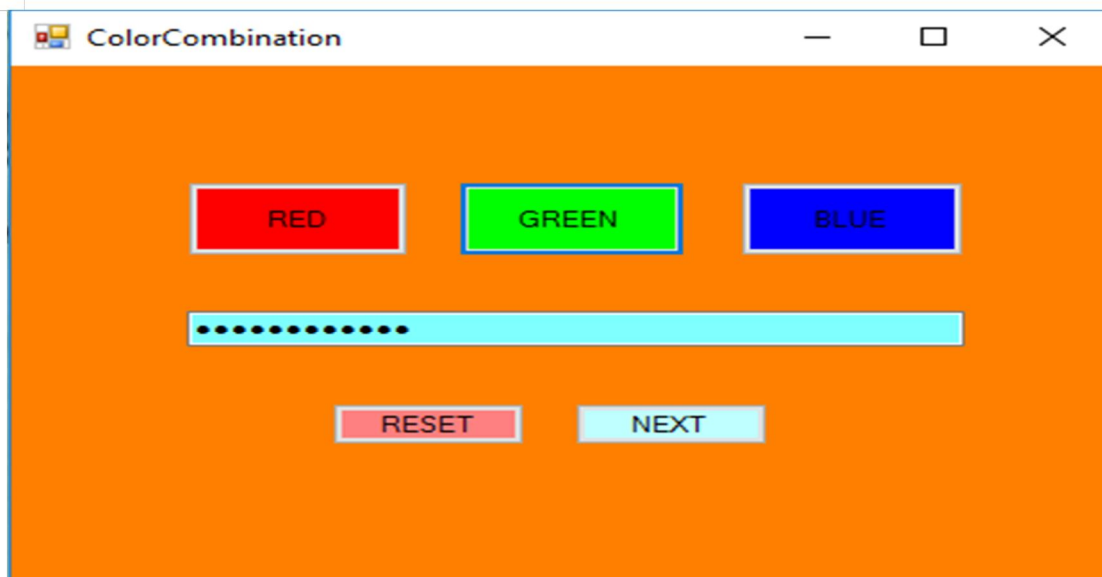 ColorCombination
RED GREEN BLUE
••••••••••••
RESET NEXT